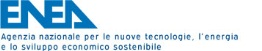 ENEA
Agenzia nazionale per le nuove tecnologie, l'energia
e lo sviluppo economico sostenibile